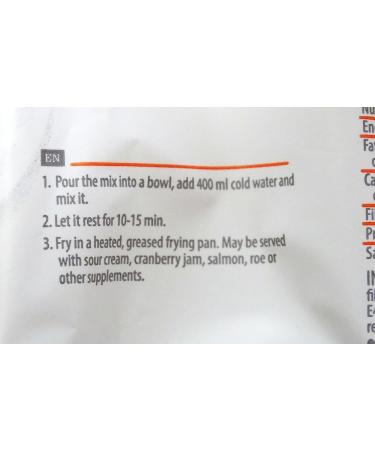 EN
1. Pour the mix into a bowl, add 400 ml cold water and
mix it.
2. Let it rest for 10-15 min.
3. Fry in a heated, greased frying pan. May be served
with sour cream, cranberry jam, salmon, roe or
other supplements.